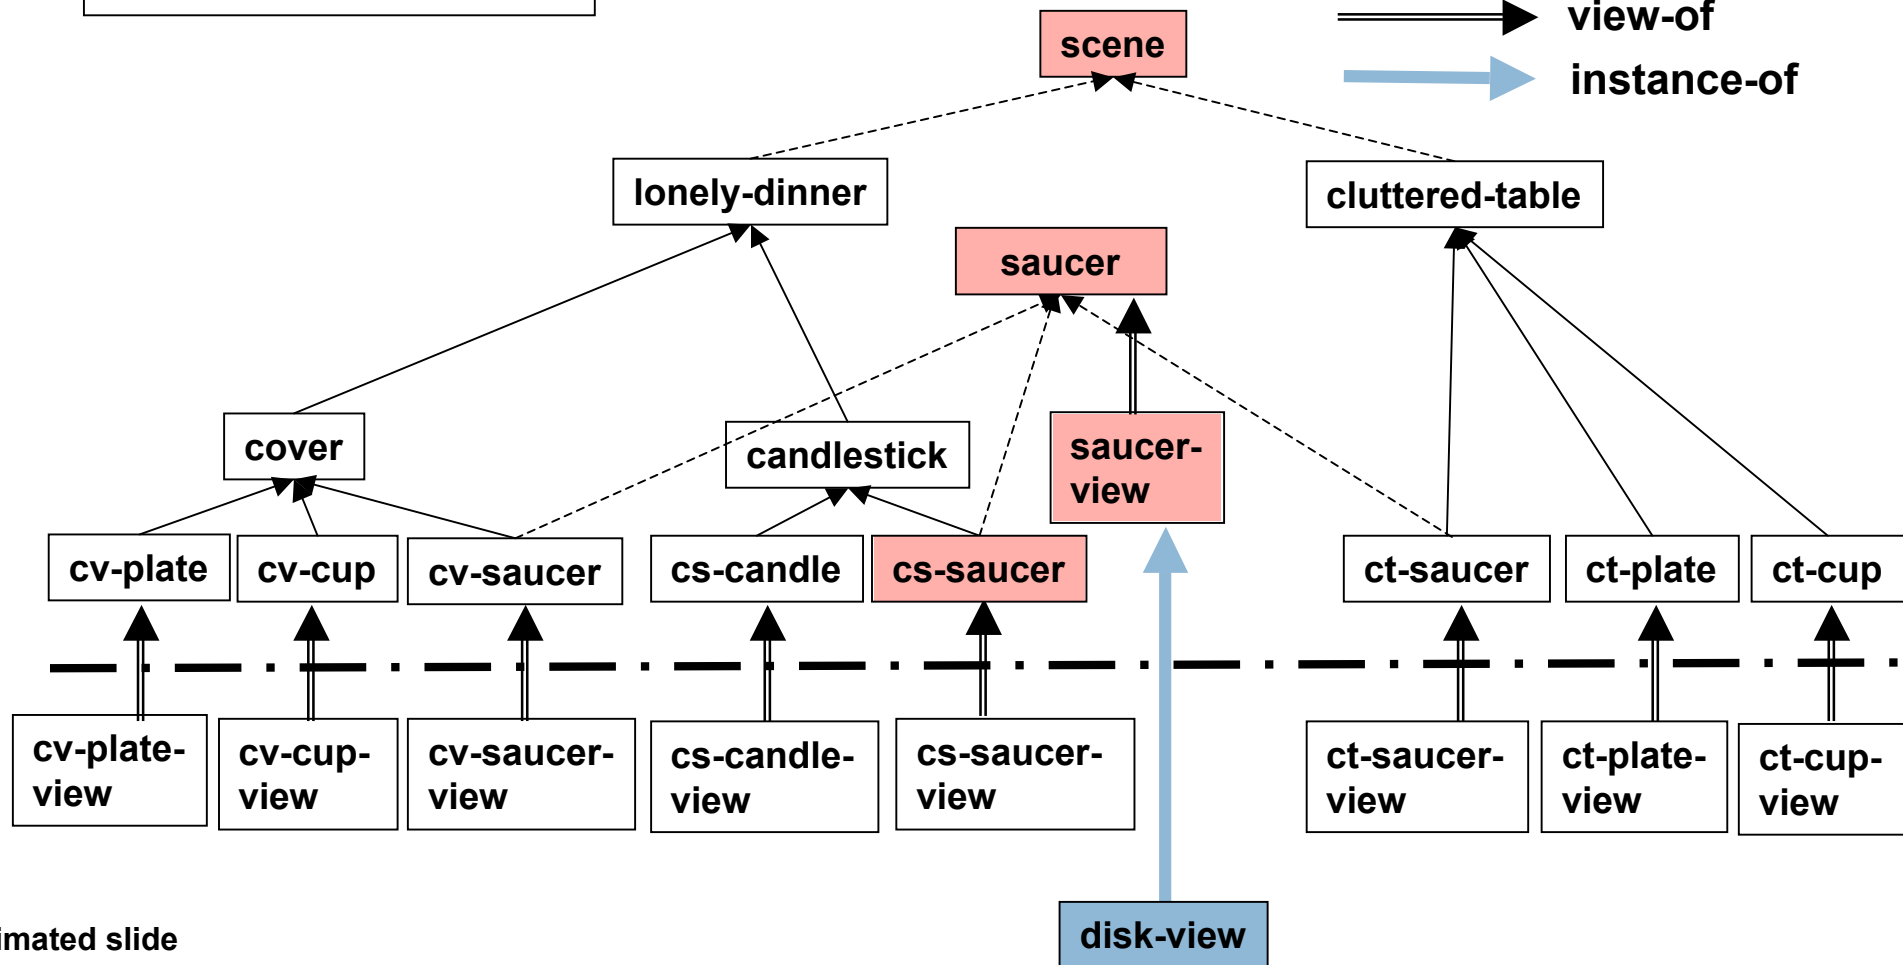 view-of
scene
instance-of
lonely-dinner
cluttered-table
saucer
cover
candlestick
saucer-
view
cv-plate
cv-cup
cv-saucer
cs-candle
cs-saucer
ct-saucer
ct-plate
ct-cup
cv-plate-
view
cv-cup-
view
cv-saucer-
view
cs-candle-
view
cs-saucer-
view
ct-saucer-
view
ct-plate-
view
ct-cup-
view
disk-view
imated slide